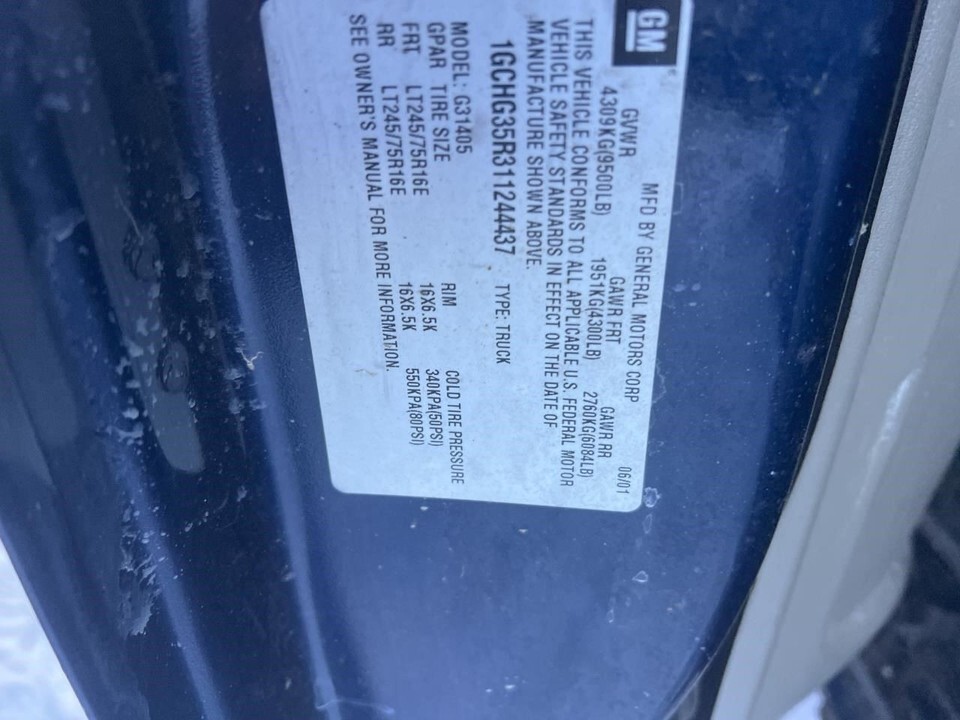 GM
MFD BY GENERAL MOTORS CORP 06/01
GVWR GAWR FRT GAWR RR
4309KG(9500LB) 1951KG(4300LB) 2760KG(6084LB)
THIS VEHICLE CONFORMS TO ALL APPLICABLE U.S. FEDERAL MOTOR
VEHICLE SAFETY STANDARDS IN EFFECT ON THE DATE OF
MANUFACTURE SHOWN ABOVE.
1GCHG35R311244437 TYPE: TRUCK
MODEL: G31405
GPAR TIRE SIZE RIM COLD TIRE PRESSURE
FRT LT245/75R16E 16X6.5K 340KPA(50PSI)
RR LT245/75R16E 16X6.5K 550KPA(80PSI)
SEE OWNER'S MANUAL FOR MORE INFORMATION.